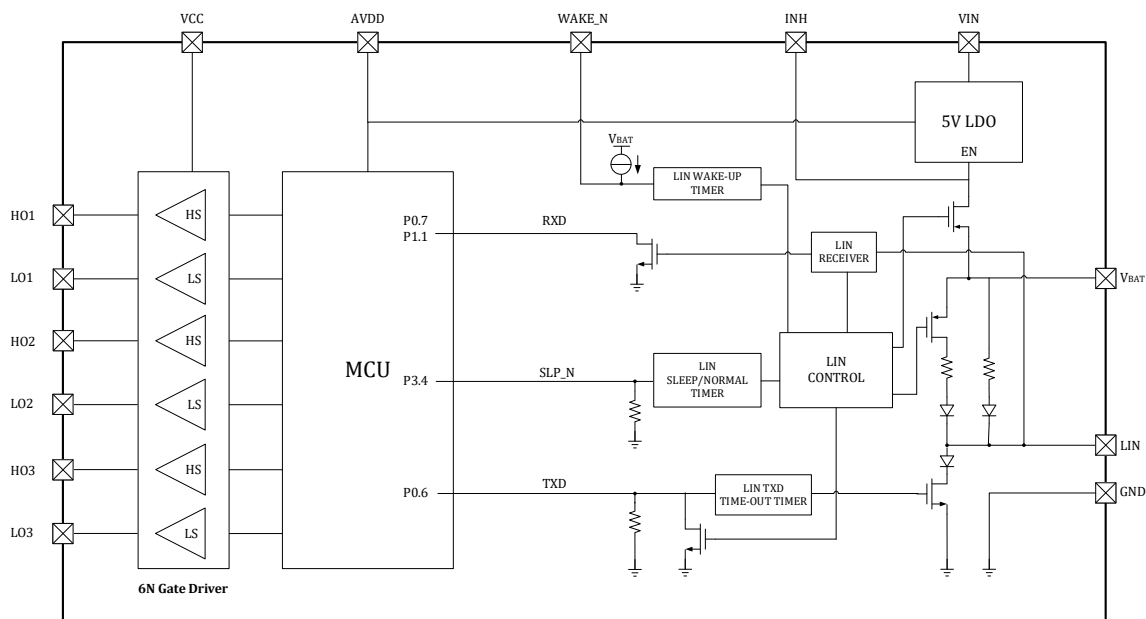 VCC AVDD WAKE_N INH VIN
5V LDO
EN
VBAT
LIN WAKE-UP
TIMER
HO1
HS
P0.7
P1.1
RXD
LIN
RECEIVER
LO1
LS
VBAT
HO2
HS
MCU
P3.4
SLP_N
LIN
SLEEP/NORMAL
TIMER
LIN
CONTROL
LO2
LS
LIN
HO3
HS
P0.6
TXD
LIN TXD
TIME-OUT TIMER
GND
LO3
LS
6N Gate Driver